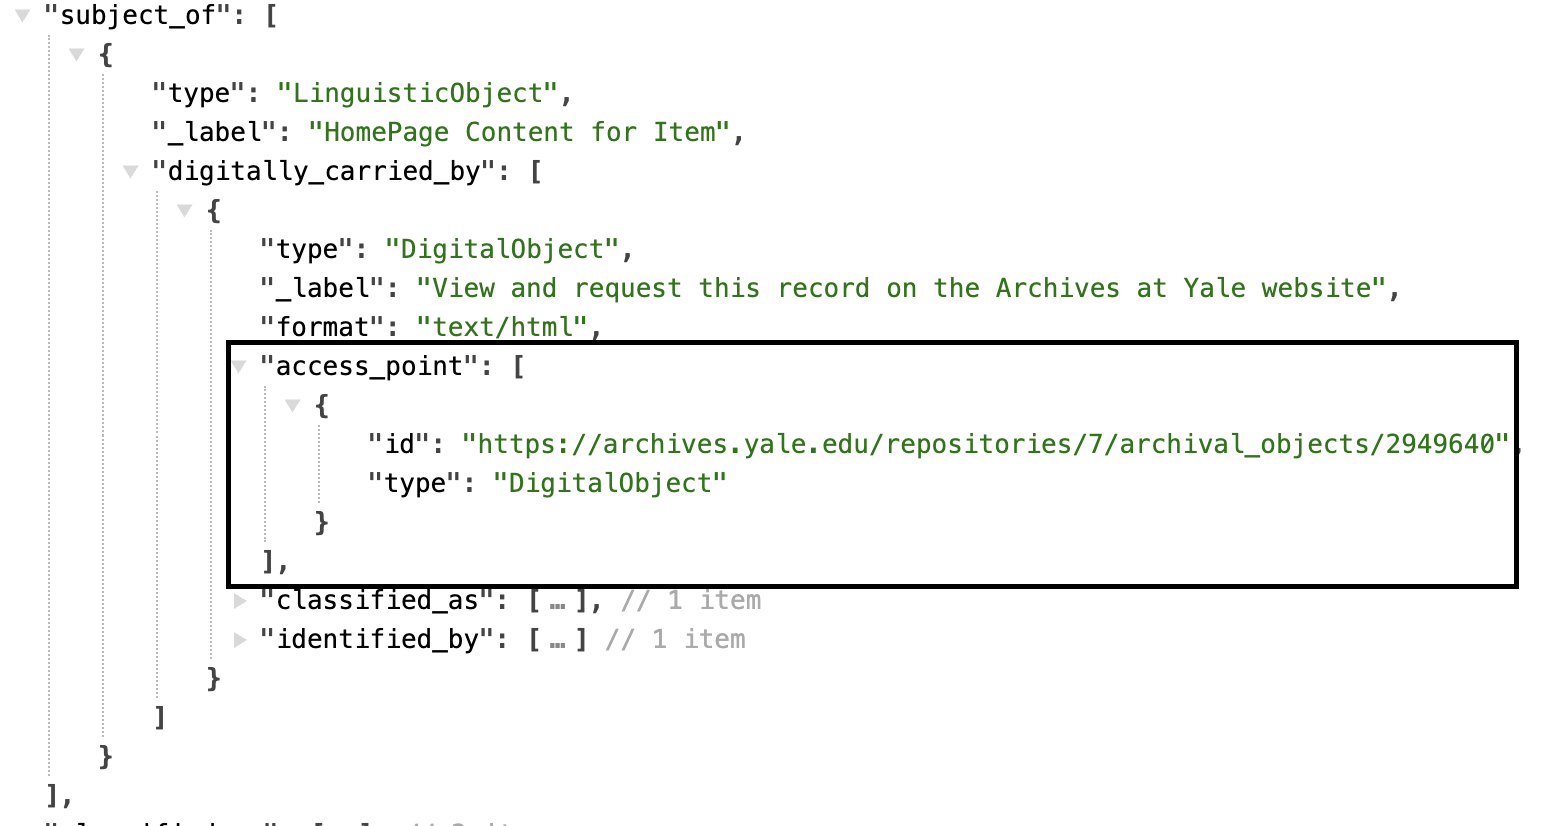 "subject_of": [
{
"type": "LinguisticObject",
"_label": "HomePage Content for Item",
"digitally_carried_by": [
{
"type": "DigitalObject",
"_label": "View and request this record on the Archives at Yale website",
"format": "text/html",
"access_point": [
{
"id": "https://archives.yale.edu/repositories/7/archival_objects/2949640",
"type": "DigitalObject"
}
],
"classified_as": [ … ], // 1 item
"identified_by": [ … ] // 1 item
}
]
}
],